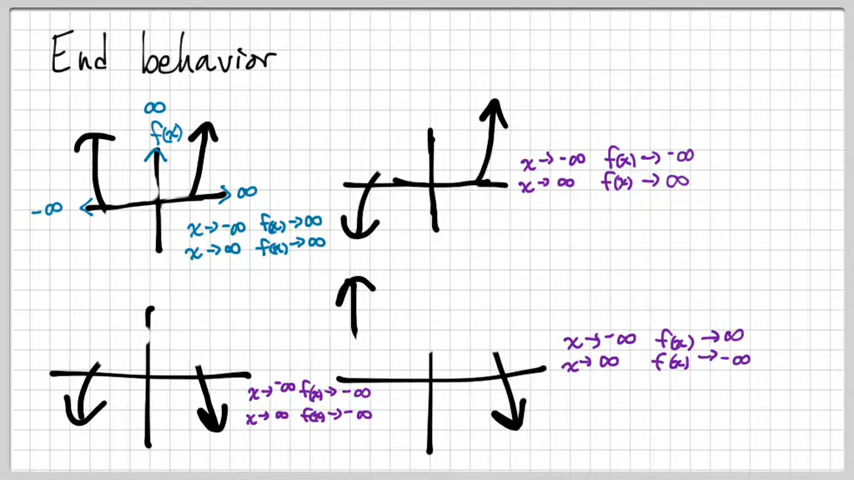 End behavior
∞
f(x)
-∞
∞
x→-∞ f(x)→∞
x→∞ f(x)→∞
x→-∞ f(x)→-∞
x→∞ f(x)→∞
x→-∞ f(x)→-∞
x→∞ f(x)→-∞
x→-∞ f(x)→∞
x→∞ f(x)→-∞